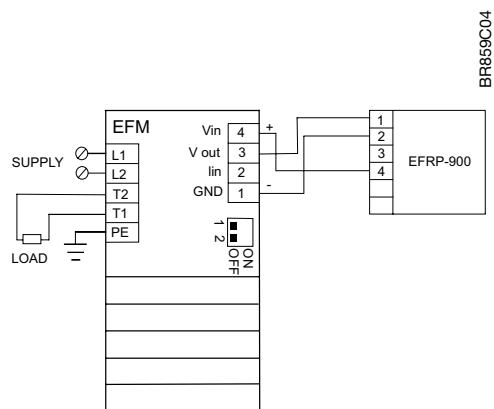 BR859C04
EFM
SUPPLY
L1
L2
T2
T1
PE
LOAD
Vin 4 +
V out 3
Iin 2
GND 1 -
1
2
ON
OFF
1
2
3
4
EFRP-900